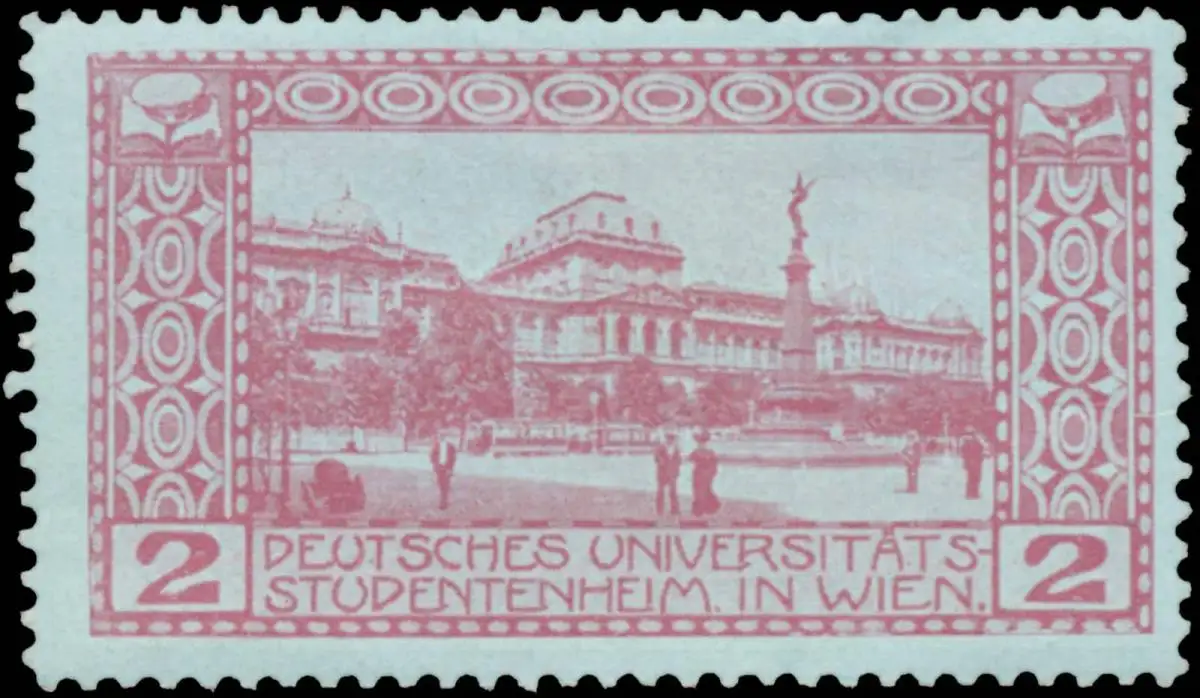 2 DEUTSCHES UNIVERSITÄTS- 2
STUDENTENHEIM. IN WIEN.